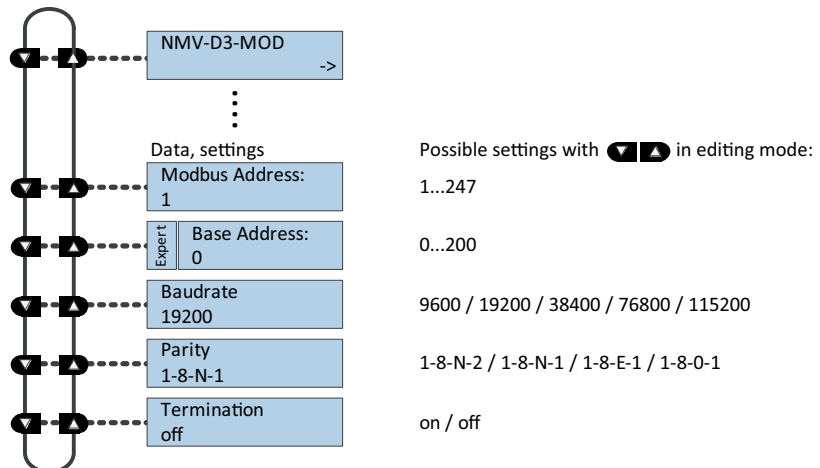 NMV-D3-MOD
->
Data, settings
Possible settings with in editing mode:
Modbus Address:
1
1...247
Expert
Base Address:
0
0...200
Baudrate
19200
9600 / 19200 / 38400 / 76800 / 115200
Parity
1-8-N-1
1-8-N-2 / 1-8-N-1 / 1-8-E-1 / 1-8-0-1
Termination
off
on / off